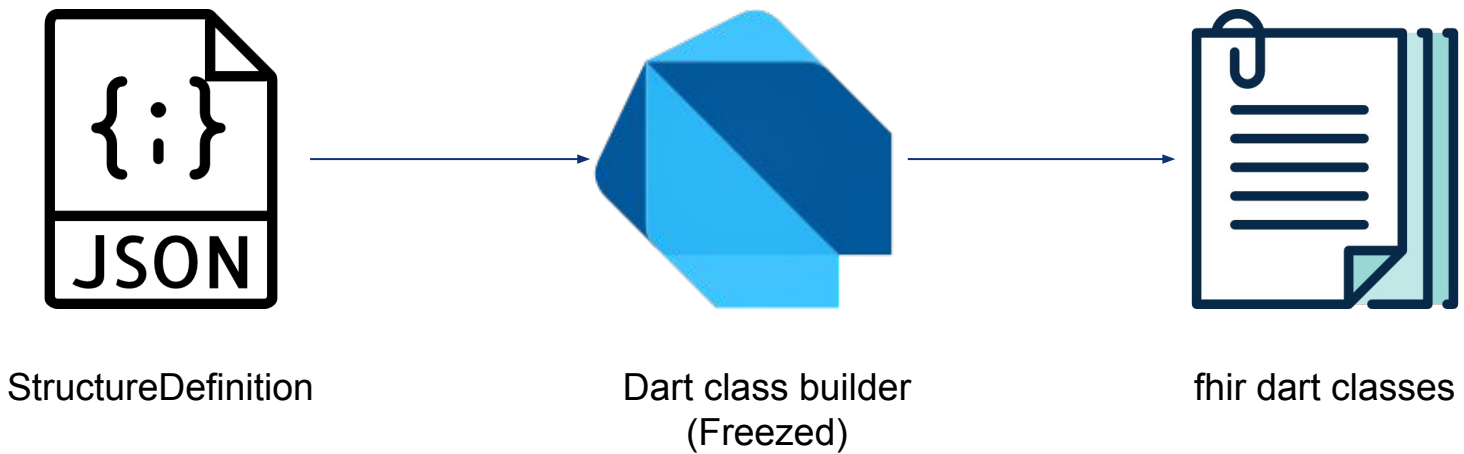 {;}
JSON
StructureDefinition
Dart class builder
(Freezed)
fhir dart classes